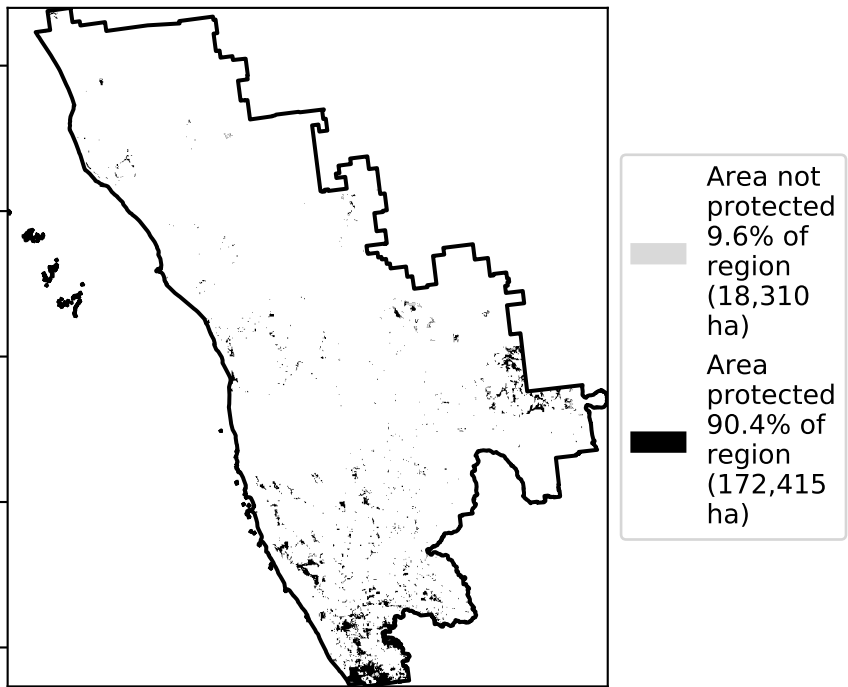 Area not
protected
9.6% of
region
(18,310
ha)
Area
protected
90.4% of
region
(172,415
ha)